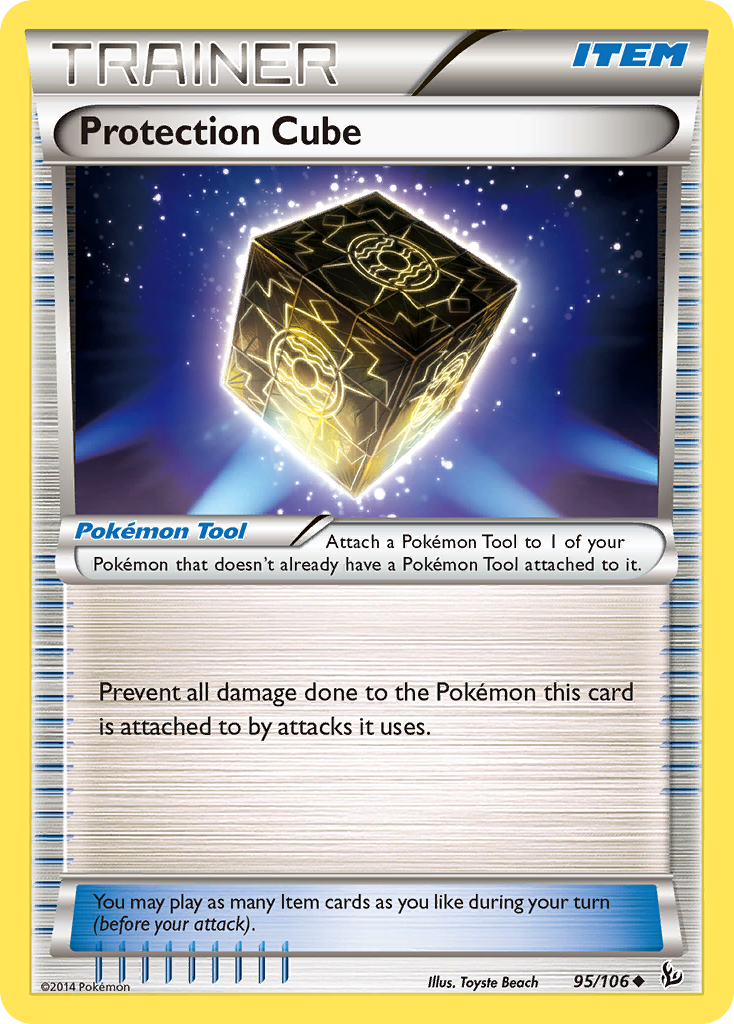 TRAINER
ITEM
Protection Cube
Pokémon Tool
Attach a Pokémon Tool to 1 of your
Pokémon that doesn't already have a Pokémon Tool attached to it.
Prevent all damage done to the Pokémon this card
is attached to by attacks it uses.
You may play as many Item cards as you like during your turn
(before your attack).
©2014 Pokémon
Illus. Toyste Beach
95/106